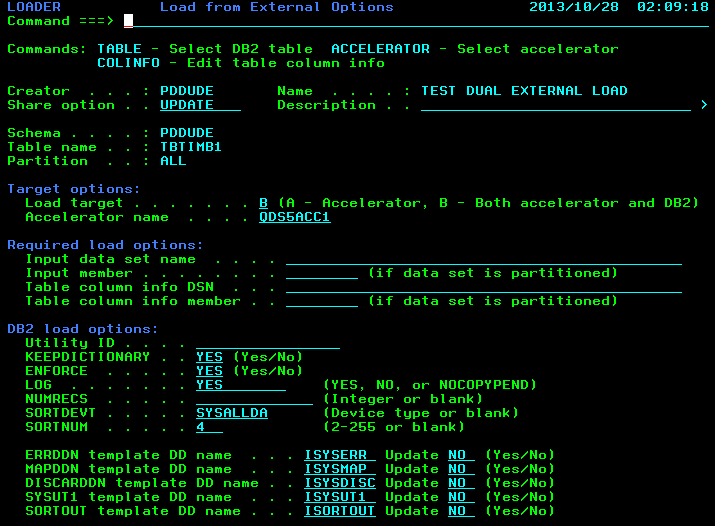 LOADER Load from External Options 2013/10/28 02:09:18
Command ===>
Commands: TABLE - Select DB2 table ACCELERATOR - Select accelerator
COLINFO - Edit table column info
Creator . . . : PDDUDE Name . . . . : TEST DUAL EXTERNAL LOAD
Share option . . UPDATE Description . . >
Schema . . . . : PDDUDE
Table name . . : TBTIMB1
Partition . . : ALL
Target options:
Load target . . . . . . . B (A - Accelerator, B - Both accelerator and DB2)
Accelerator name . . . . QDS5ACC1
Required load options:
Input data set name . . . .
Input member . . . . . . . . (if data set is partitioned)
Table column info DSN . . .
Table column info member . . (if data set is partitioned)
DB2 load options:
Utility ID . . . .
KEEPDICTIONARY . . YES (Yes/No)
ENFORCE . . . . . YES (Yes/No)
LOG . . . . . . . YES (YES, NO, or NOCOPYPEND)
NUMRECS . . . . . (Integer or blank)
SORTDEVT . . . . . SYSALLDA (Device type or blank)
SORTNUM . . . . . 4 (2-255 or blank)
ERRDDN template DD name . . . ISYSERR Update NO (Yes/No)
MAPDDN template DD name . . . ISYSMAP Update NO (Yes/No)
DISCARDDN template DD name . . ISYSDISC Update NO (Yes/No)
SYSUT1 template DD name . . . ISYSUT1 Update NO (Yes/No)
SORTOUT template DD name . . . ISORTOUT Update NO (Yes/No)